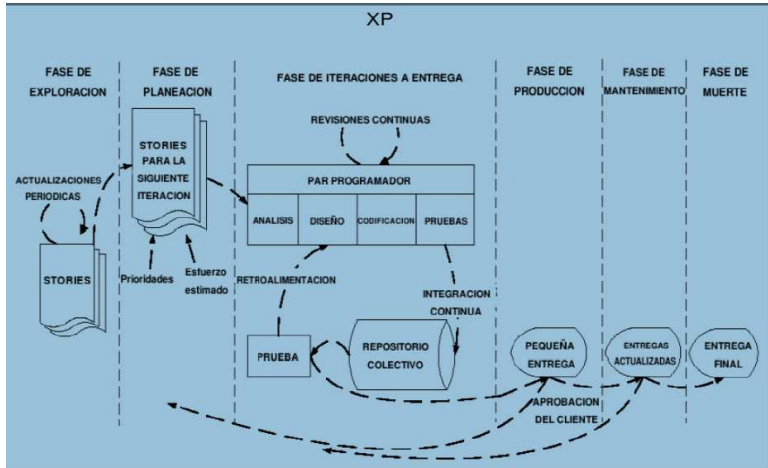 XP
FASE DE
EXPLORACION
FASE DE
PLANEACION
FASE DE ITERACIONES A ENTREGA
FASE DE
PRODUCCION
FASE DE
MANTENIMIENTO
FASE DE
MUERTE
ACTUALIZACIONES
PERIODICAS
STORIES
STORIES
PARA LA
SIGUIENTE
ITERACION
Prioridades
Esfuerzo
estimado
REVISIONES CONTINUAS
PAR PROGRAMADOR
ANALISIS
DISEÑO
CODIFICACION
PRUEBAS
RETROALIMENTACION
INTEGRACION
CONTINUA
PRUEBA
REPOSITORIO
COLECTIVO
PEQUEÑA
ENTREGA
ENTREGAS
ACTUALIZADAS
ENTREGA
FINAL
APROBACION
DEL CLIENTE